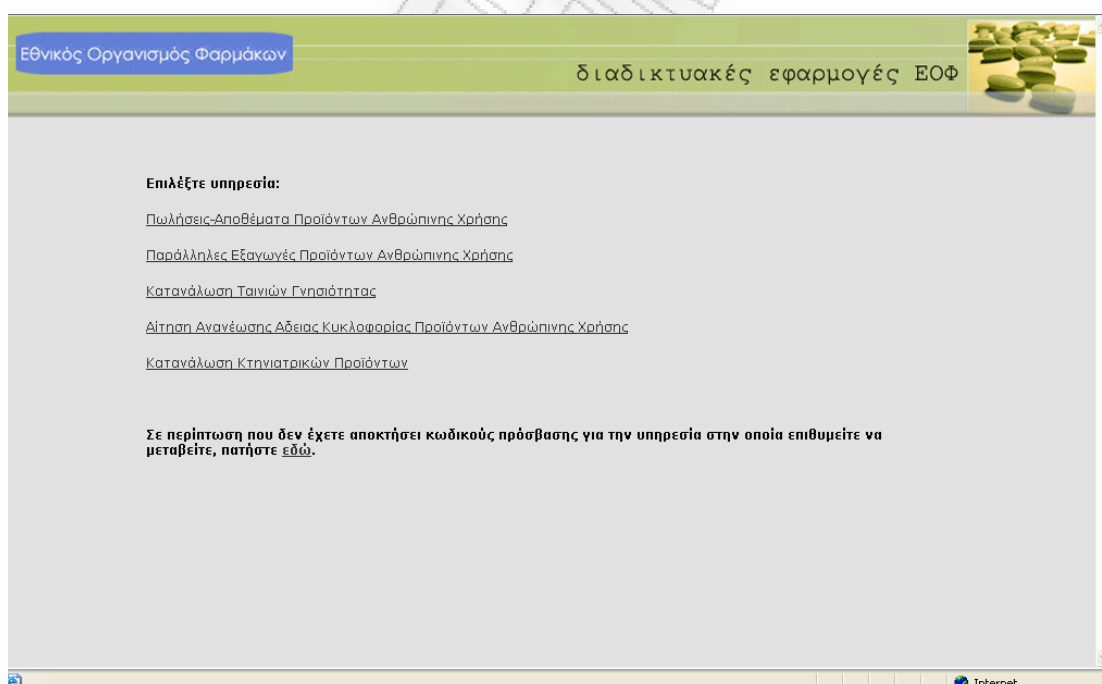 Εθνικός Οργανισμός Φαρμάκων
διαδικτυακές εφαρμογές ΕΟΦ
Επιλέξτε υπηρεσία:
Πωλήσεις-Αποθέματα Προϊόντων Ανθρώπινης Χρήσης
Παράλληλες Εξαγωγές Προϊόντων Ανθρώπινης Χρήσης
Κατανάλωση Ταινιών Γνησιότητας
Αίτηση Ανανέωσης Αδειας Κυκλοφορίας Προϊόντων Ανθρώπινης Χρήσης
Κατανάλωση Κτηνιατρικών Προϊόντων
Σε περίπτωση που δεν έχετε αποκτήσει κωδικούς πρόσβασης για την υπηρεσία στην οποία επιθυμείτε να
μεταβείτε, πατήστε εδώ.
Internet